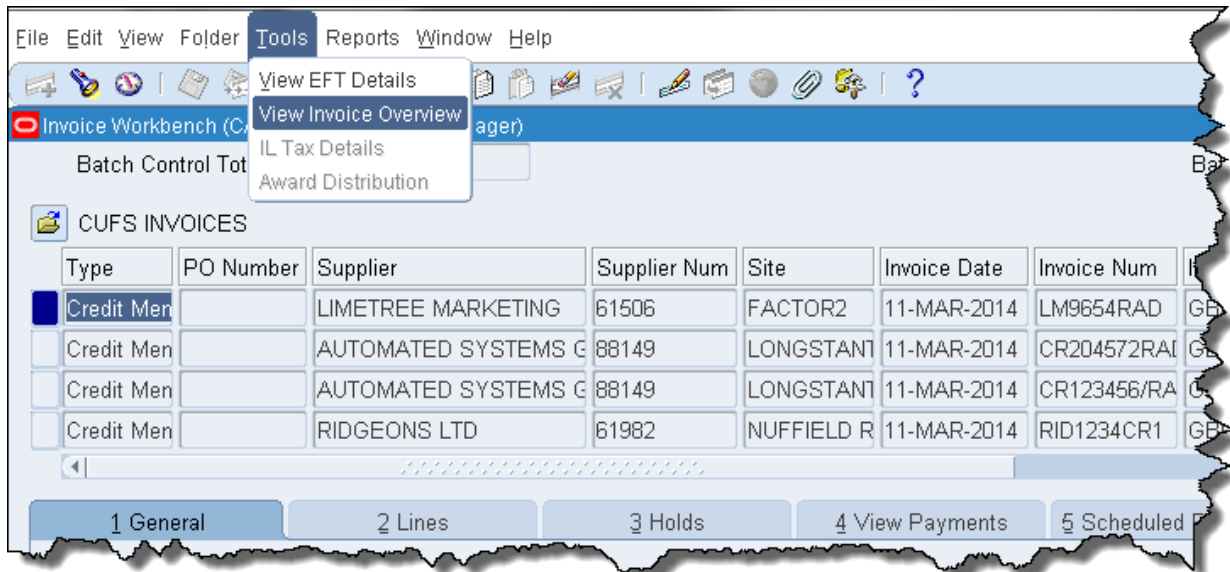 File Edit View Folder Tools Reports Window Help
View EFT Details
View Invoice Overview
Invoice Workbench (CA ager)
IL Tax Details
Batch Control Tot
Award Distribution
CUFS INVOICES
Type PO Number Supplier Supplier Num Site Invoice Date Invoice Num
Credit Men LIMETREE MARKETING 61506 FACTOR2 11-MAR-2014 LM9654RAD
Credit Men AUTOMATED SYSTEMS G 88149 LONGSTANT 11-MAR-2014 CR204572RAD
Credit Men AUTOMATED SYSTEMS G 88149 LONGSTANT 11-MAR-2014 CR123456/RA
Credit Men RIDGEONS LTD 61982 NUFFIELD R 11-MAR-2014 RID1234CR1
1 General 2 Lines 3 Holds 4 View Payments 5 Scheduled